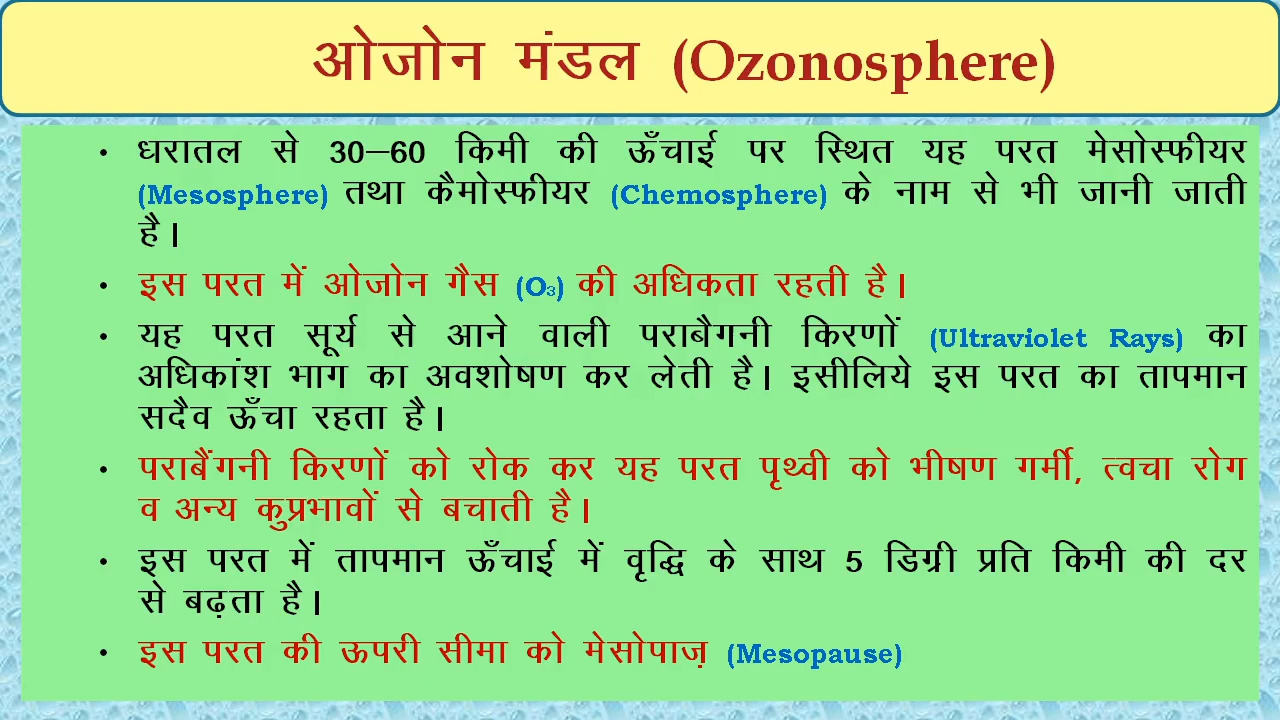 ओजोन मंडल (Ozonosphere)
• धरातल से 30–60 किमी की ऊँचाई पर स्थित यह परत मेसोस्फीयर
(Mesosphere) तथा कैमोस्फीयर (Chemosphere) के नाम से भी जानी जाती
है।
• इस परत में ओजोन गैस (O₃) की अधिकता रहती है।
• यह परत सूर्य से आने वाली पराबैगनी किरणों (Ultraviolet Rays) का
अधिकांश भाग का अवशोषण कर लेती है। इसीलिये इस परत का तापमान
सदैव ऊँचा रहता है।
• पराबैंगनी किरणों को रोक कर यह परत पृथ्वी को भीषण गर्मी, त्वचा रोग
व अन्य कुप्रभावों से बचाती है।
• इस परत में तापमान ऊँचाई में वृद्धि के साथ 5 डिग्री प्रति किमी की दर
से बढ़ता है।
• इस परत की ऊपरी सीमा को मेसोपाज़ (Mesopause)